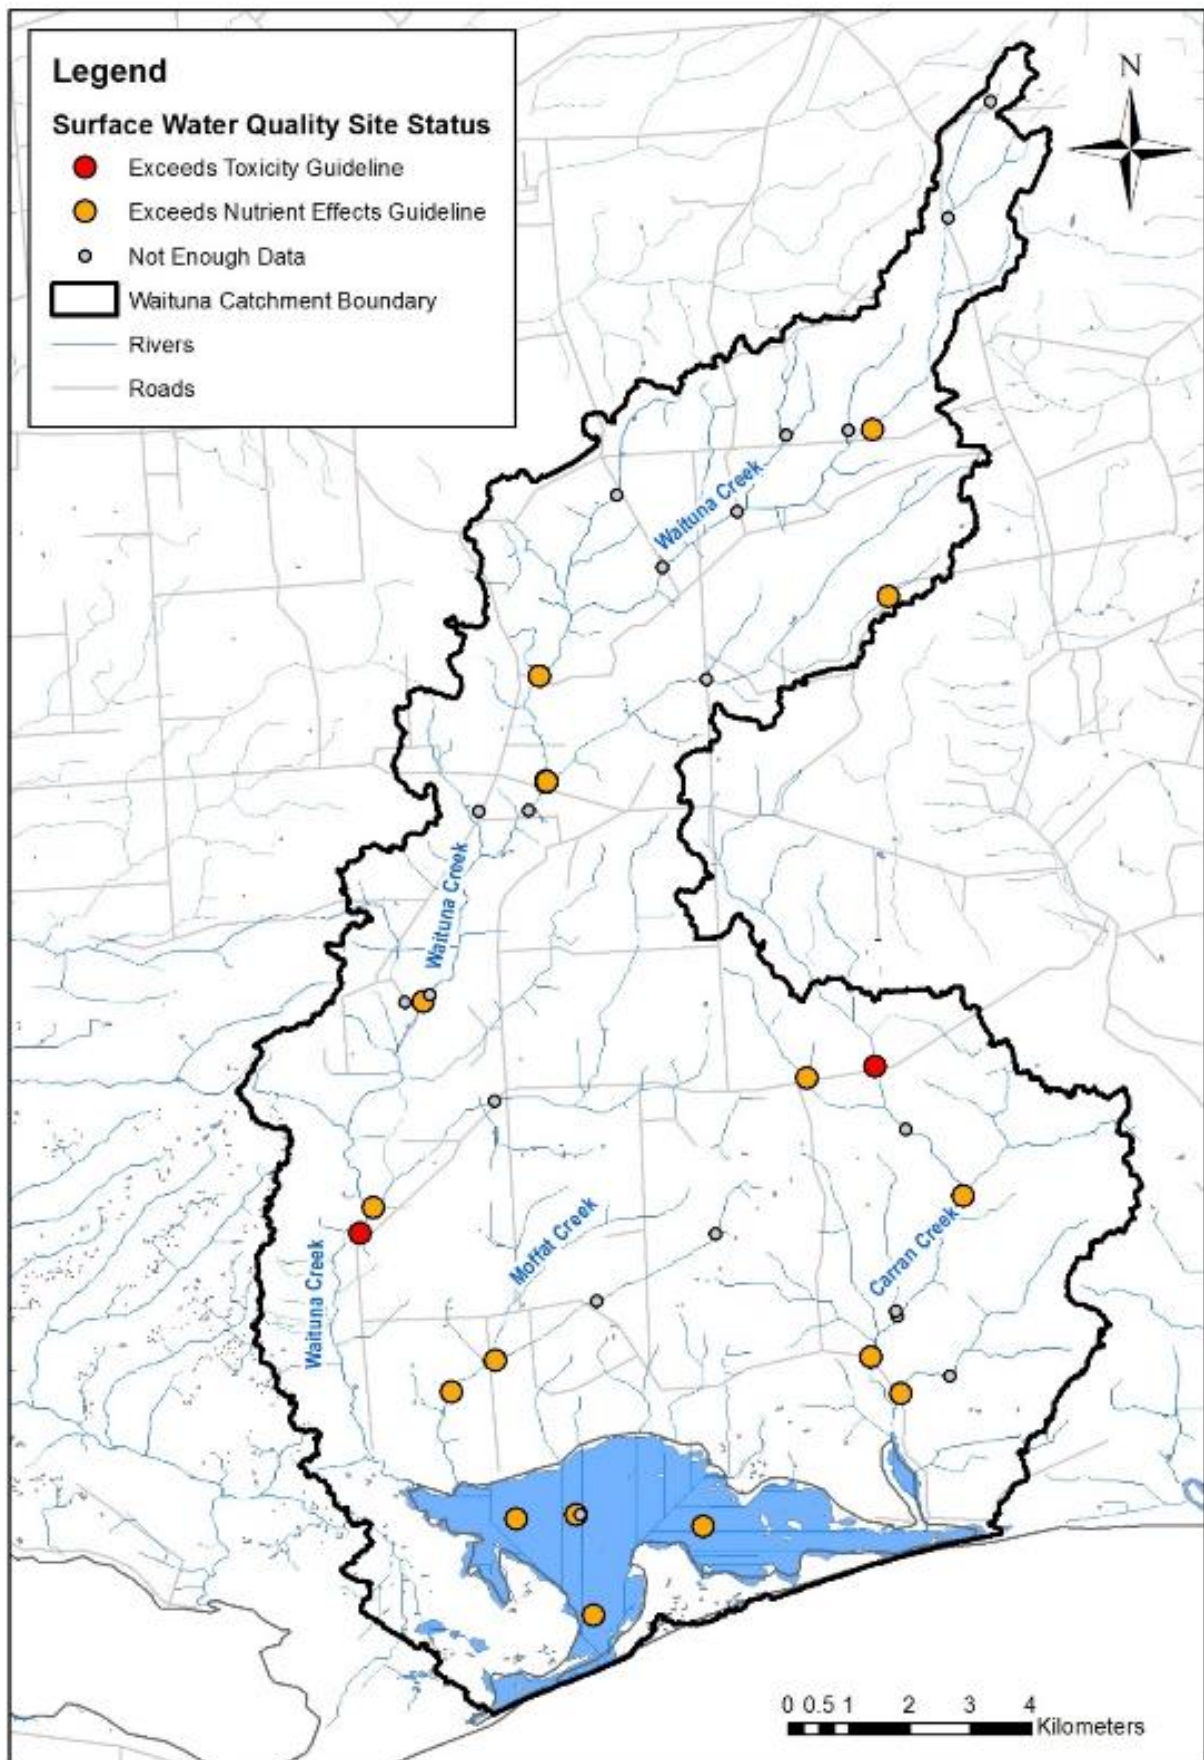 Legend
Surface Water Quality Site Status
Exceeds Toxicity Guideline
Exceeds Nutrient Effects Guideline
Not Enough Data
Waituna Catchment Boundary
Rivers
Roads
N
Waituna Creek
Waituna Creek
Waituna Creek
Moffat Creek
Carran Creek
0 0.5 1 2 3 4
Kilometers